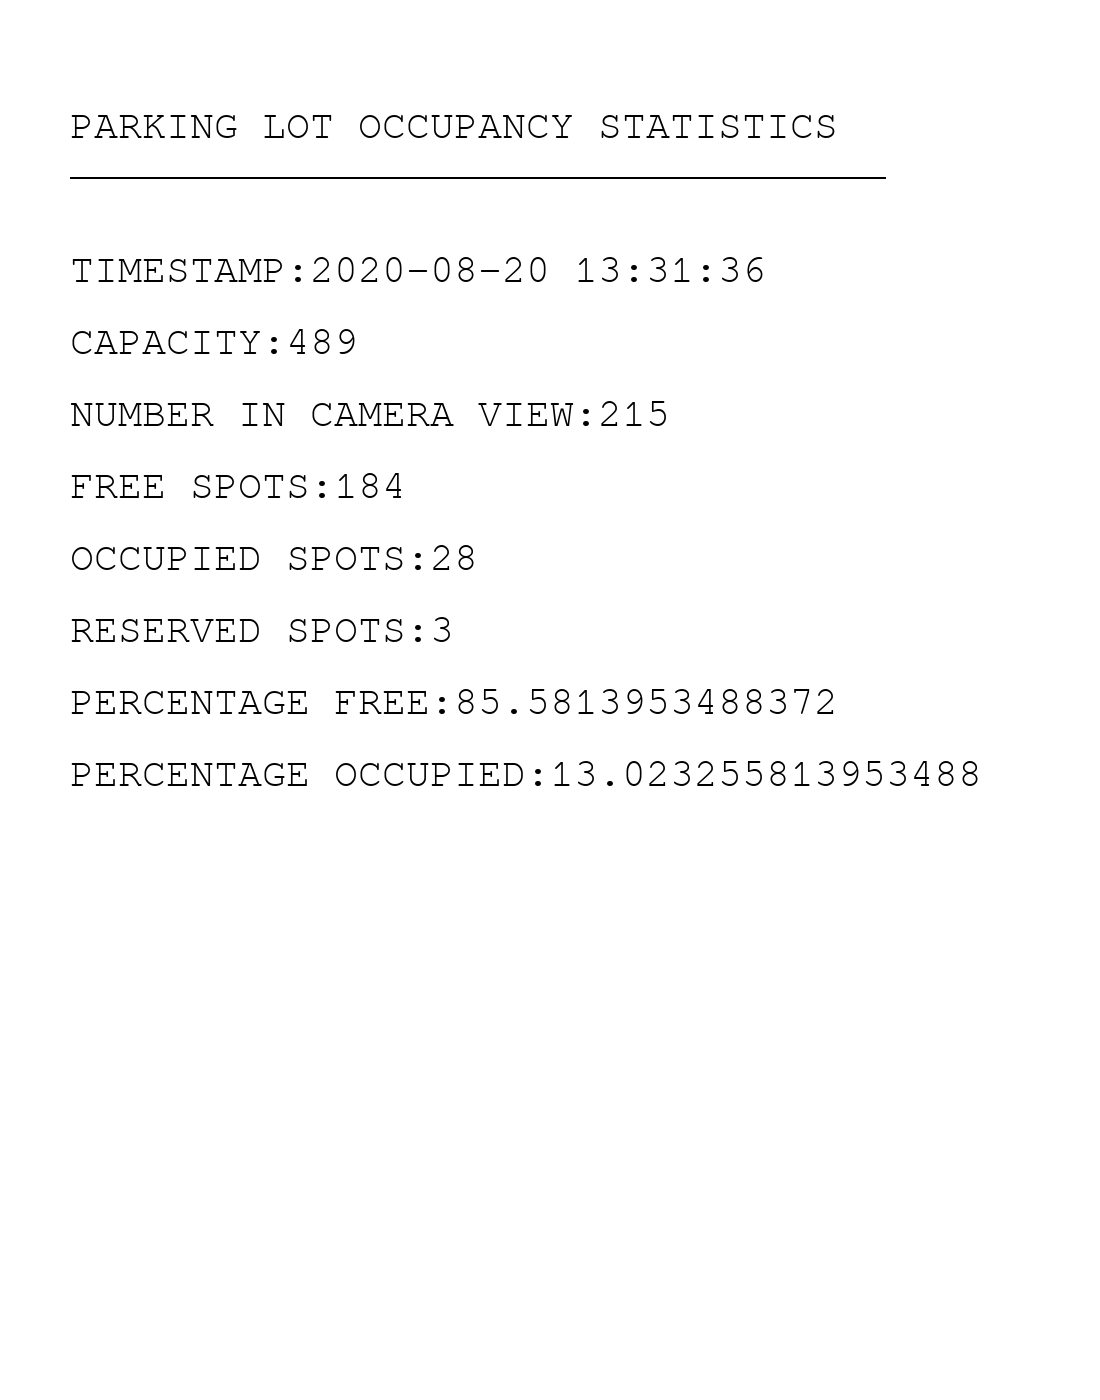 PARKING LOT OCCUPANCY STATISTICS
TIMESTAMP:2020-08-20 13:31:36
CAPACITY:489
NUMBER IN CAMERA VIEW:215
FREE SPOTS:184
OCCUPIED SPOTS:28
RESERVED SPOTS:3
PERCENTAGE FREE:85.5813953488372
PERCENTAGE OCCUPIED:13.023255813953488